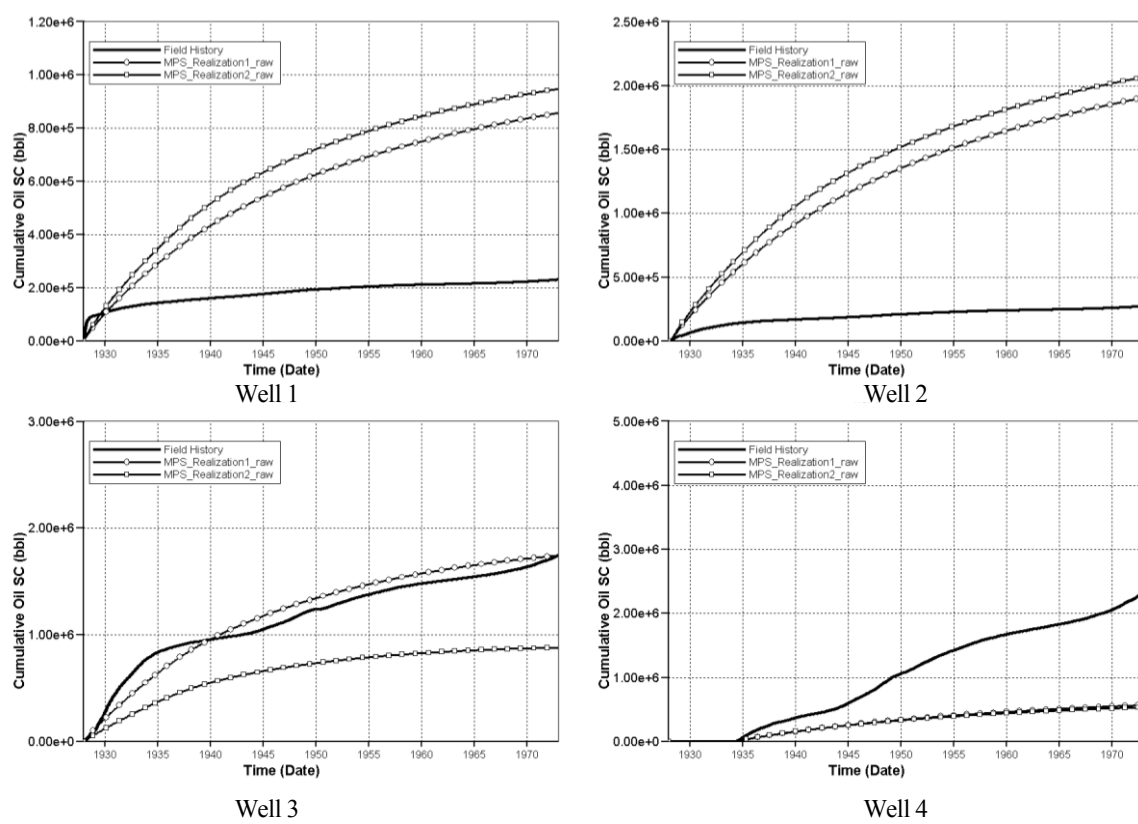 1.20e+6
1.00e+6
8.00e+5
6.00e+5
4.00e+5
2.00e+5
0.00e+0
Cumulative Oil SC (bbl)
Field History
MPS_Realization1_raw
MPS_Realization2_raw
1930 1935 1940 1945 1950 1955 1960 1965 1970
Time (Date)
Well 1
2.50e+6
2.00e+6
1.50e+6
1.00e+6
5.00e+5
0.00e+0
Cumulative Oil SC (bbl)
Field History
MPS_Realization1_raw
MPS_Realization2_raw
1930 1935 1940 1945 1950 1955 1960 1965 1970
Time (Date)
Well 2
3.00e+6
2.00e+6
1.00e+6
0.00e+0
Cumulative Oil SC (bbl)
Field History
MPS_Realization1_raw
MPS_Realization2_raw
1930 1935 1940 1945 1950 1955 1960 1965 1970
Time (Date)
Well 3
5.00e+6
4.00e+6
3.00e+6
2.00e+6
1.00e+6
0.00e+0
Cumulative Oil SC (bbl)
Field History
MPS_Realization1_raw
MPS_Realization2_raw
1930 1935 1940 1945 1950 1955 1960 1965 1970
Time (Date)
Well 4